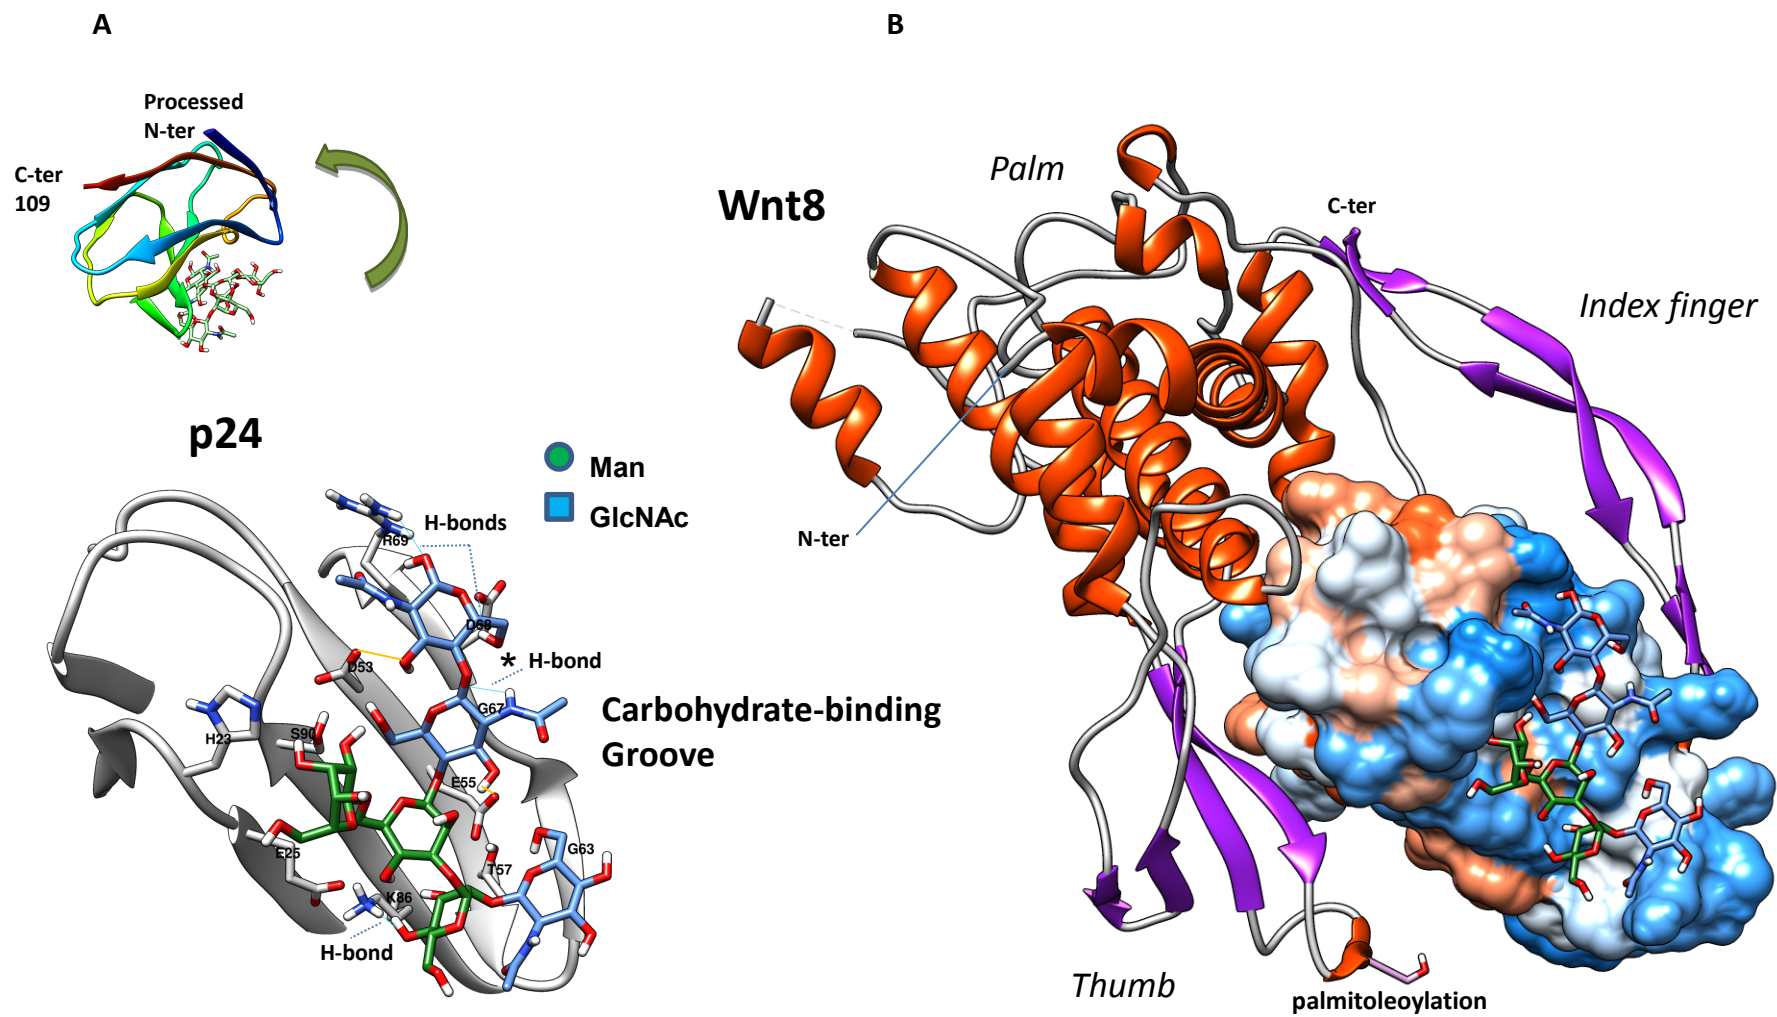 A
B
Processed
N-ter
C-ter
109
p24
Man
GlcNAc
H-bonds
R69
D68
D53
* H-bond
G67
H23
S90
Carbohydrate-binding
Groove
E55
E25
T57
G63
K86
H-bond
Wnt8
Palm
C-ter
Index finger
N-ter
Thumb
palmitoleoylation